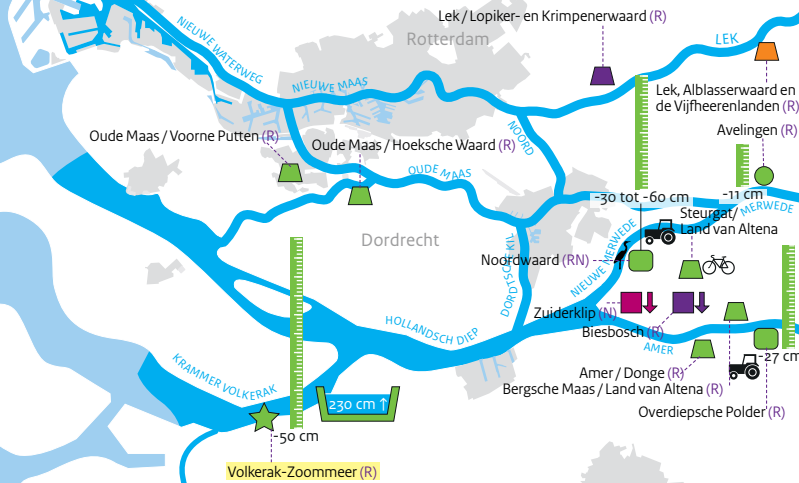 Lek / Lopiker- en Krimpenerwaard (R)
NIEUWE WATERWEG
Rotterdam
LEK
NIEUWE MAAS
Lek, Alblasserwaard en
de Vijfheerenlanden (R)
Avelingen (R)
Oude Maas / Voorne Putten (R)
Oude Maas / Hoeksche Waard (R)
NOORD
OUDE MAAS
-30 tot -60 cm
-11 cm
MERWEDE
Steurgat/
Land van Altena
Dordrecht
NIEUWE MERWEDE
Noordwaard (RN)
DORDTSCHE KIL
Zuiderklip (N)
Biesbosch (R)
HOLLANDSCH DIEP
AMER
-27 cm
KRAMMER VOLKERAK
Amer / Donge (R)
Bergsche Maas / Land van Altena (R)
230 cm ↑
Overdiepsche Polder (R)
-50 cm
Volkerak-Zoommeer (R)